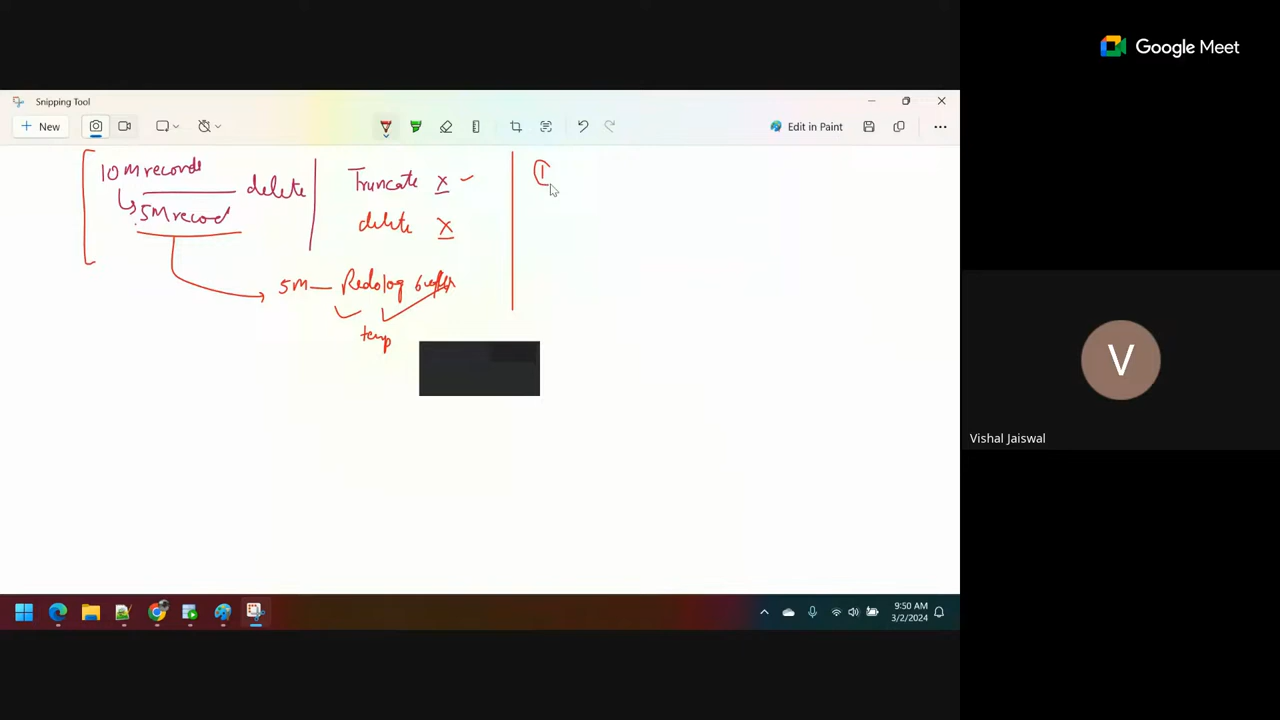 Google Meet
Snipping Tool
New
Edit in Paint
10M records
5M record
delete
Truncate x
delete x
5M — Redolog buffer
temp
1
V
Vishal Jaiswal
9:50 AM
3/2/2024